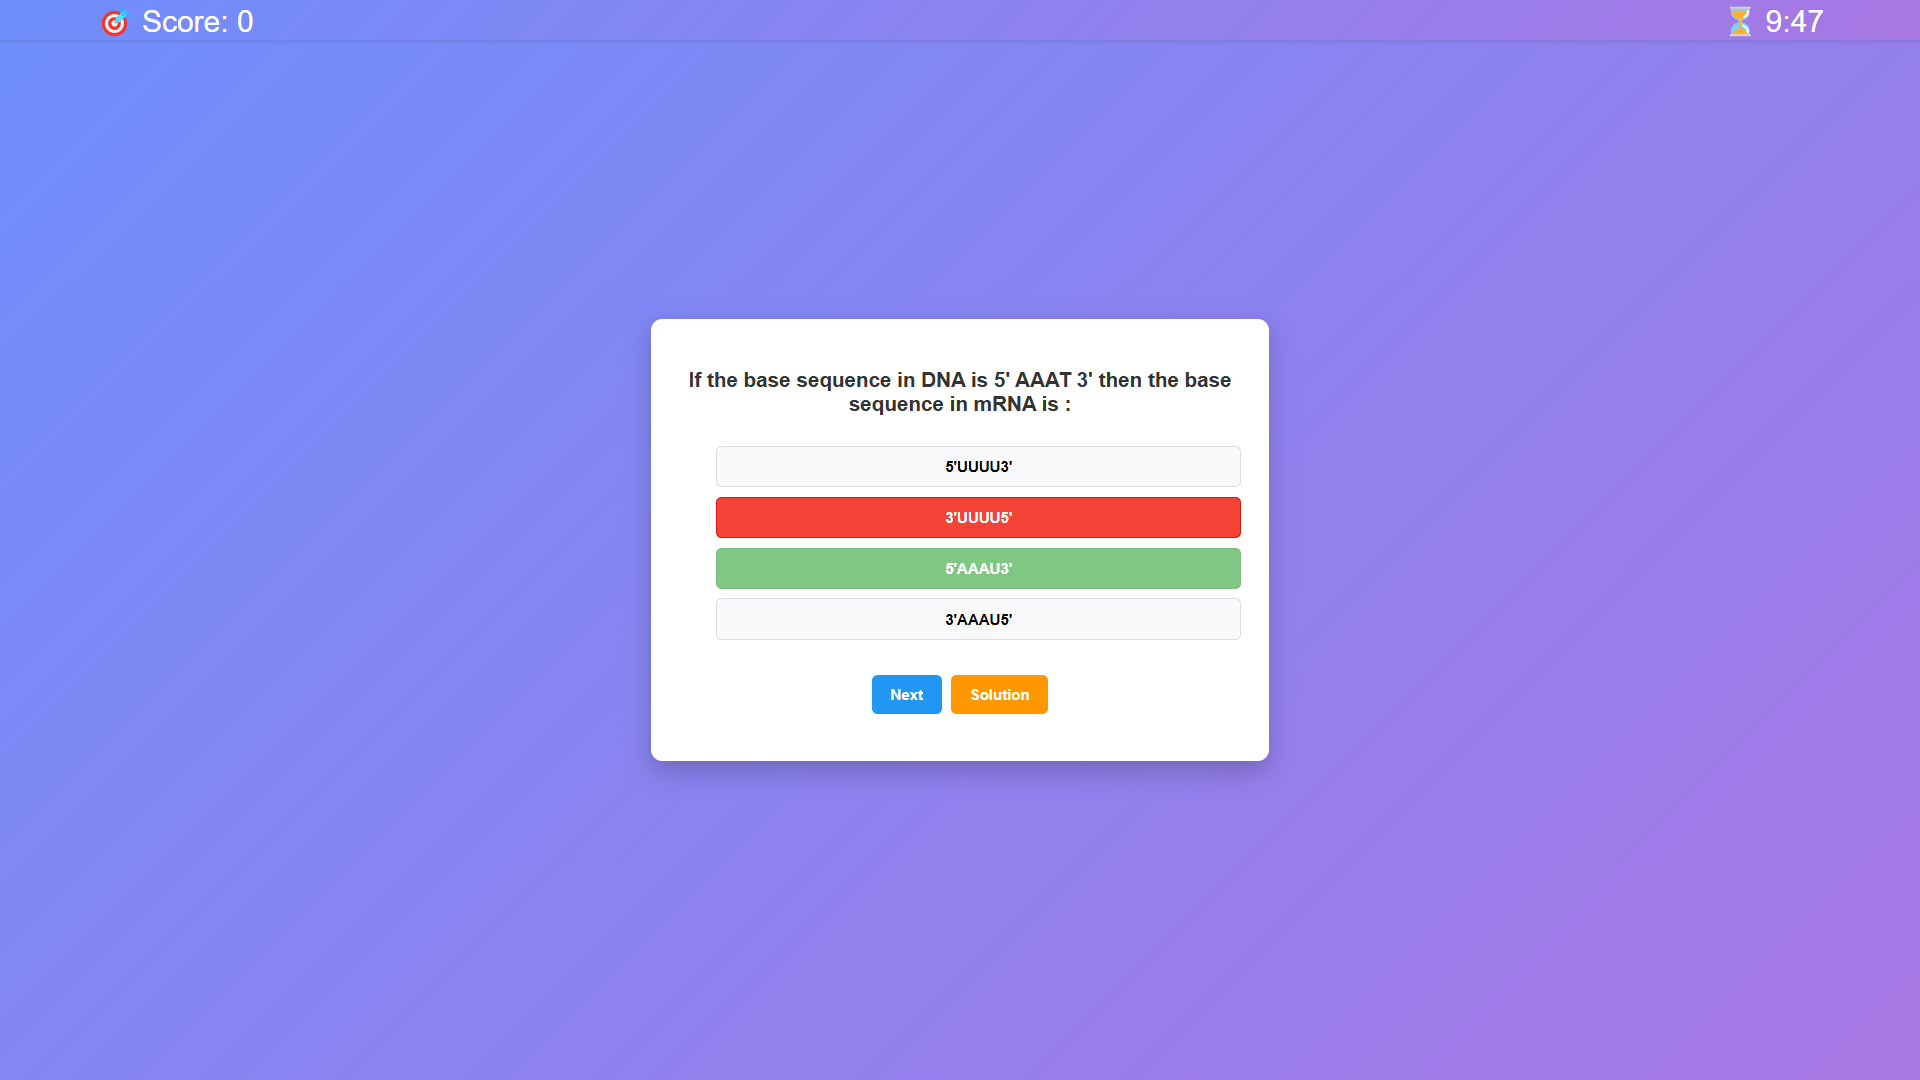 Score: 0
9:47
If the base sequence in DNA is 5' AAAT 3' then the base
sequence in mRNA is :
5'UUUU3'
3'UUUU5'
5'AAAU3'
3'AAAU5'
Next
Solution